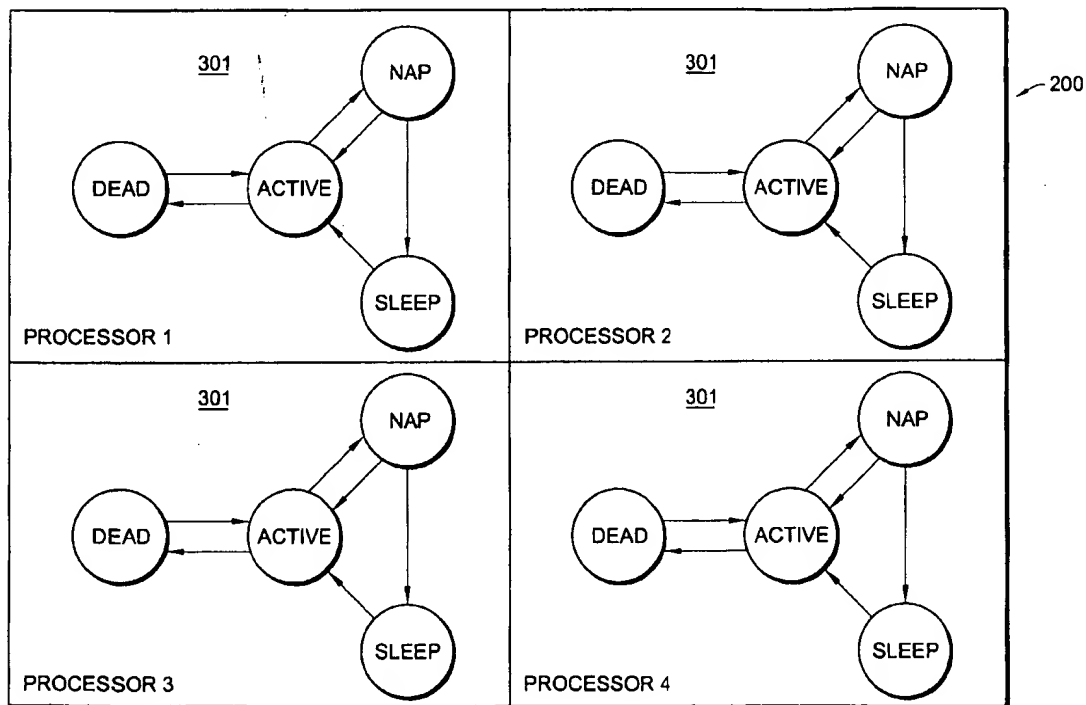 301
NAP
DEAD
ACTIVE
SLEEP
PROCESSOR 1
301
NAP
DEAD
ACTIVE
SLEEP
PROCESSOR 2
200
301
NAP
DEAD
ACTIVE
SLEEP
PROCESSOR 3
301
NAP
DEAD
ACTIVE
SLEEP
PROCESSOR 4